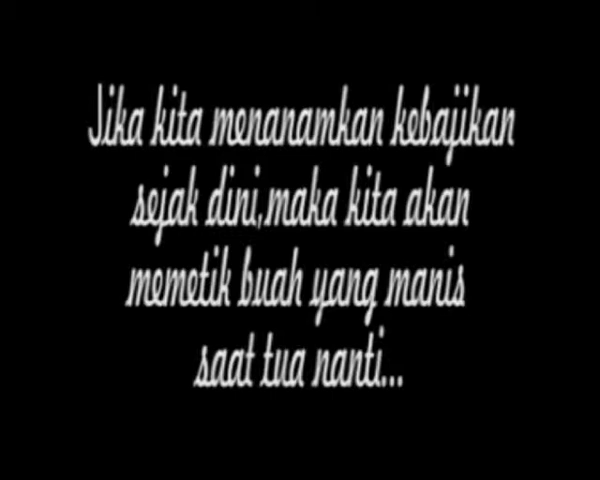 Jika kita menanamkan kebajikan
sejak dini,maka kita akan
memetik buah yang manis
saat tua nanti...